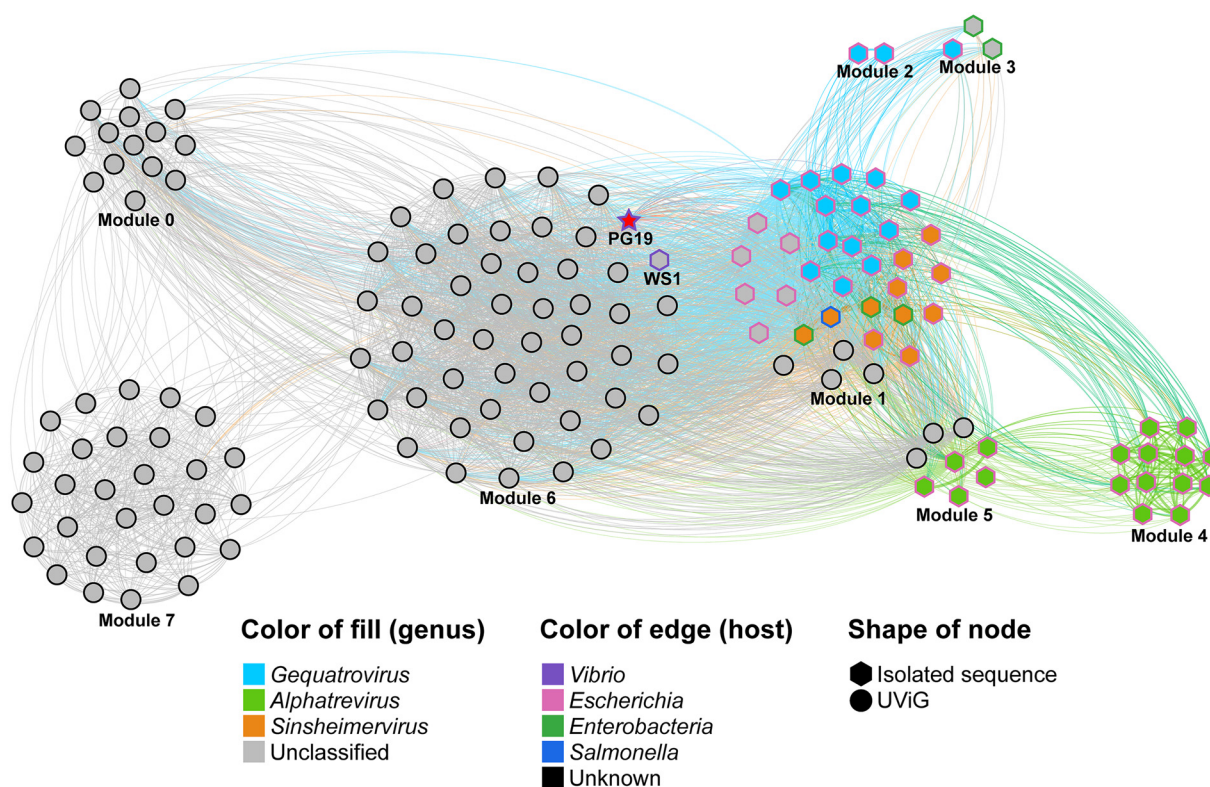 Module 2
Module 3
Module 0
PG19
WS1
Module 1
Module 6
Module 5
Module 4
Module 7
Color of fill (genus)
Gequatrovirus
Alphatrevirus
Sinsheimervirus
Unclassified
Color of edge (host)
Vibrio
Escherichia
Enterobacteria
Salmonella
Unknown
Shape of node
Isolated sequence
UViG